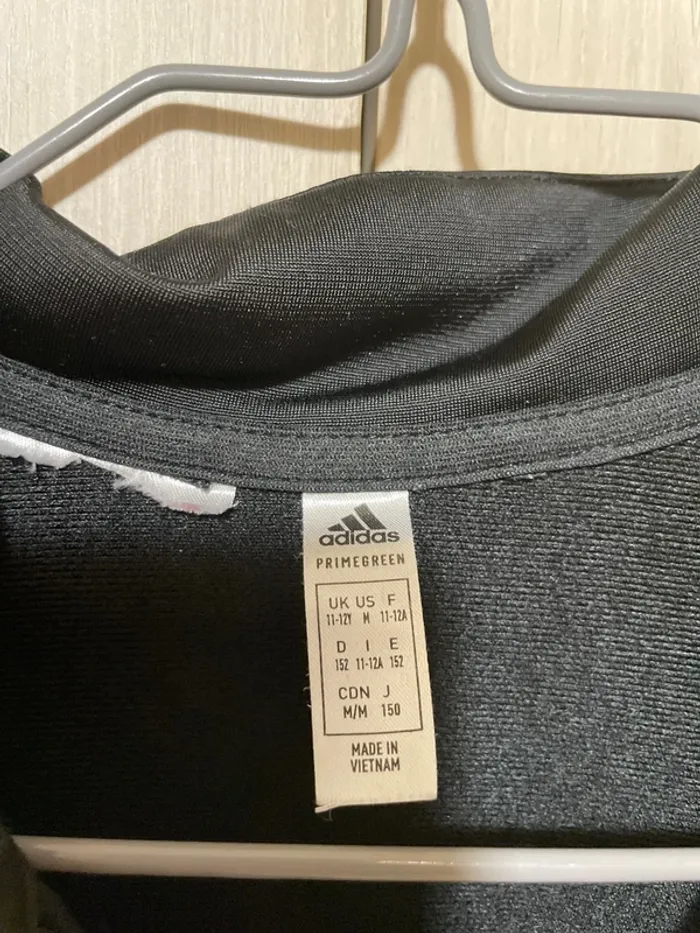 adidas
PRIMEGREEN
UK US F
11-12Y M 11-12A
D I E
152 11-12A 152
CDN J
M/M 150
MADE IN
VIETNAM